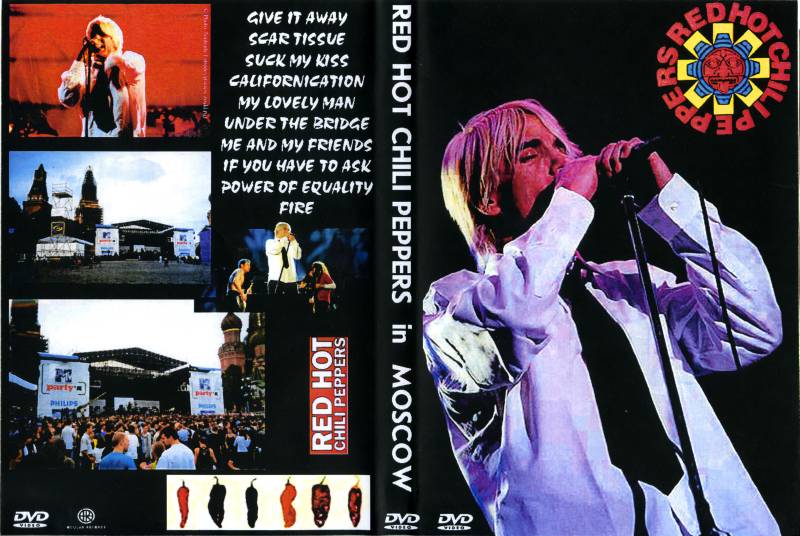 GIVE IT AWAY
SCAR TISSUE
SUCK MY KISS
CALIFORNICATION
MY LOVELY MAN
UNDER THE BRIDGE
ME AND MY FRIENDS
IF YOU HAVE TO ASK
POWER OF EQUALITY
FIRE
party's
PHILIPS
RED HOT
CHILI PEPPERS
DVD
VIDEO
RED HOT CHILI PEPPERS in MOSCOW
DVD
VIDEO
RED HOT CHILI PEPPERS
DVD
VIDEO